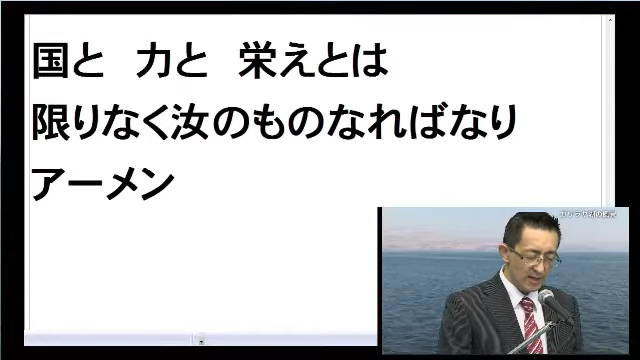 国と　力と　栄えとは
限りなく汝のものなればなり
アーメン